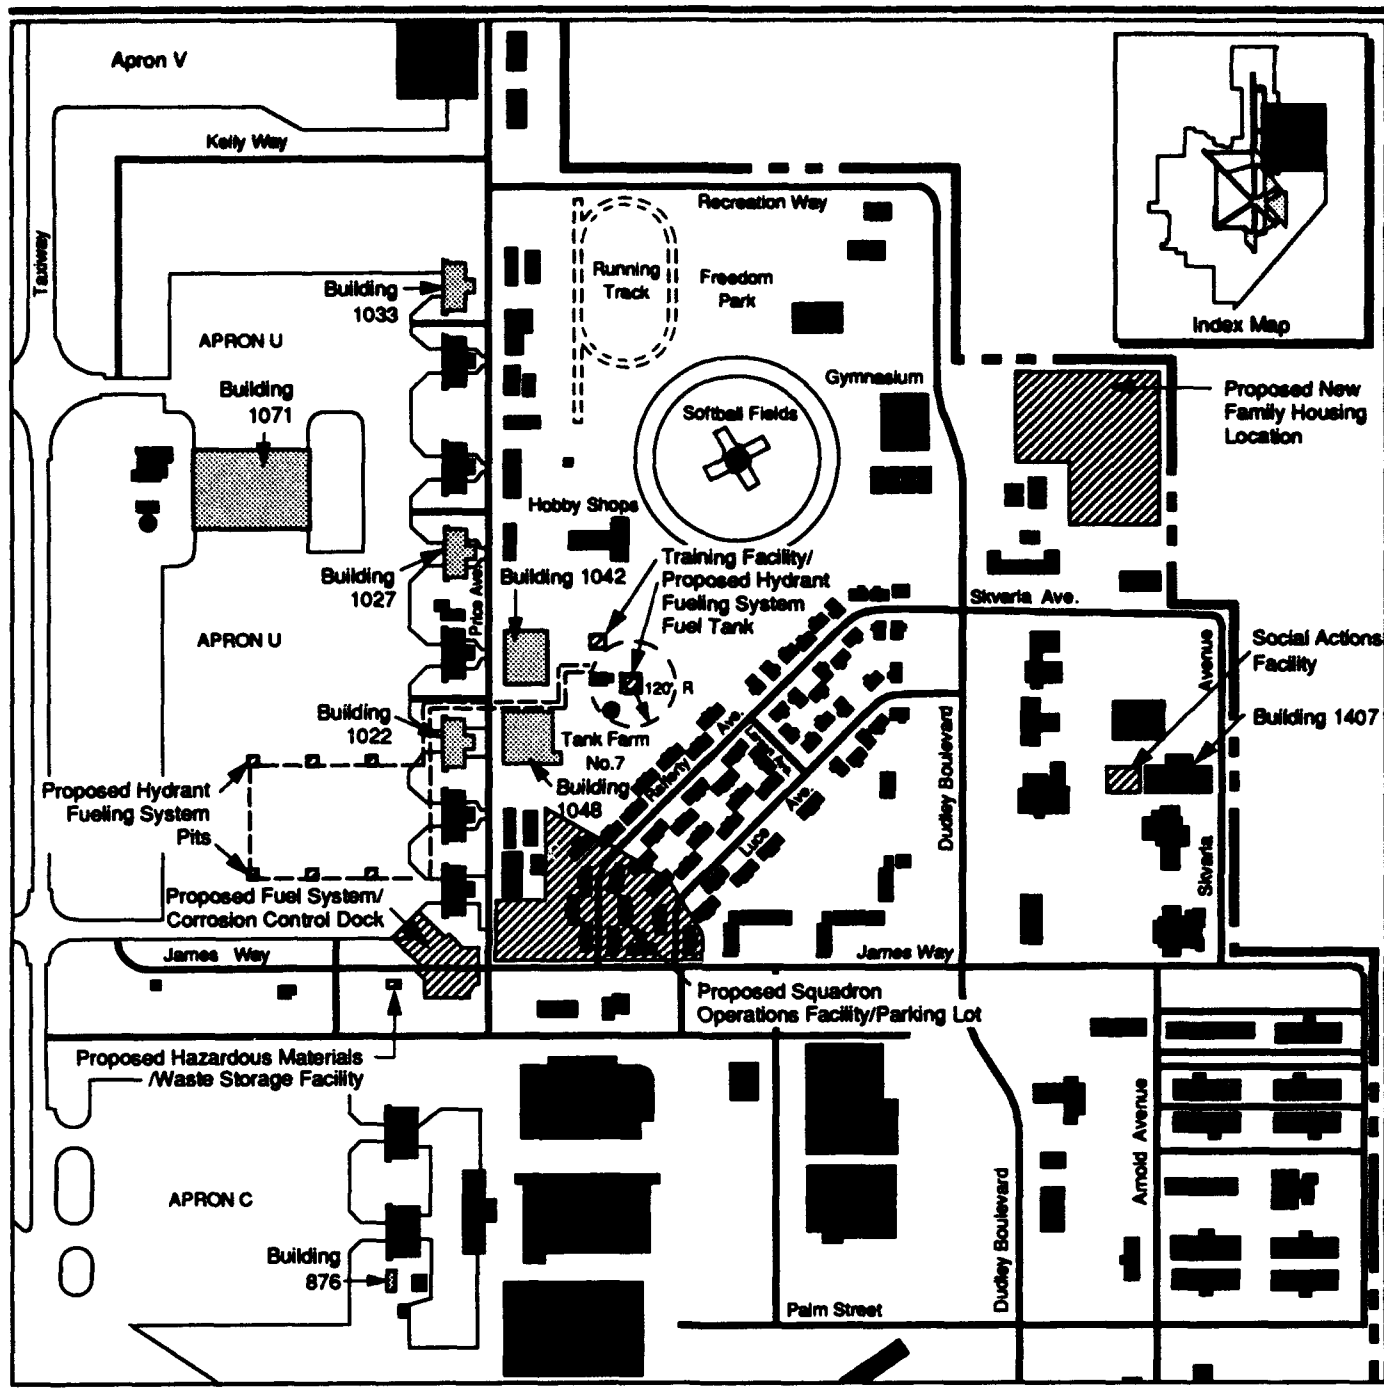 Apron V
Kelly Way
Taxiway
Recreation Way
Index Map
Running
Track
Freedom
Park
Building
1033
APRON U
Building
1071
Gymnasium
Softball Fields
Proposed New
Family Housing
Location
Hobby Shops
Building
1027
Price Ave.
Building 1042
Training Facility/
Proposed Hydrant
Fueling System
Fuel Tank
Skvaria Ave.
APRON U
Avenue
Skvaria
Social Actions
Facility
120' R
Building
1022
Tank Farm
No.7
Building
1048
Rafferty Ave.
Luce Ave.
Dudley Boulevard
Building 1407
Proposed Hydrant
Fueling System
Pits
Proposed Fuel System/
Corrosion Control Dock
James Way
James Way
Proposed Squadron
Operations Facility/Parking Lot
Proposed Hazardous Materials
/Waste Storage Facility
APRON C
Building
876
Dudley Boulevard
Arnold Avenue
Palm Street